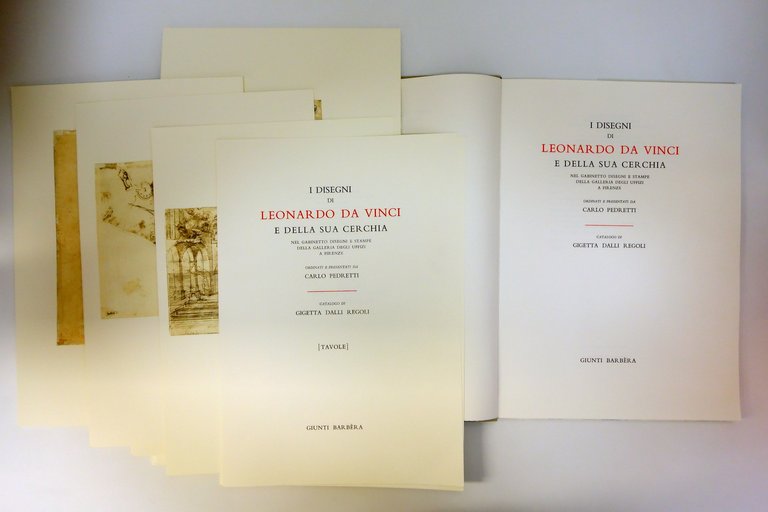 I DISEGNI
DI
LEONARDO DA VINCI
E DELLA SUA CERCHIA
NEL GABINETTO DISEGNI E STAMPE
DELLA GALLERIA DEGLI UFFIZI
A FIRENZE
ORDINATI E PRESENTATI DA
CARLO PEDRETTI
CATALOGO DI
GIGETTA DALLI REGOLI
[TAVOLE]
GIUNTI BARBÈRA
I DISEGNI
DI
LEONARDO DA VINCI
E DELLA SUA CERCHIA
NEL GABINETTO DISEGNI E STAMPE
DELLA GALLERIA DEGLI UFFIZI
A FIRENZE
ORDINATI E PRESENTATI DA
CARLO PEDRETTI
CATALOGO DI
GIGETTA DALLI REGOLI
GIUNTI BARBÈRA